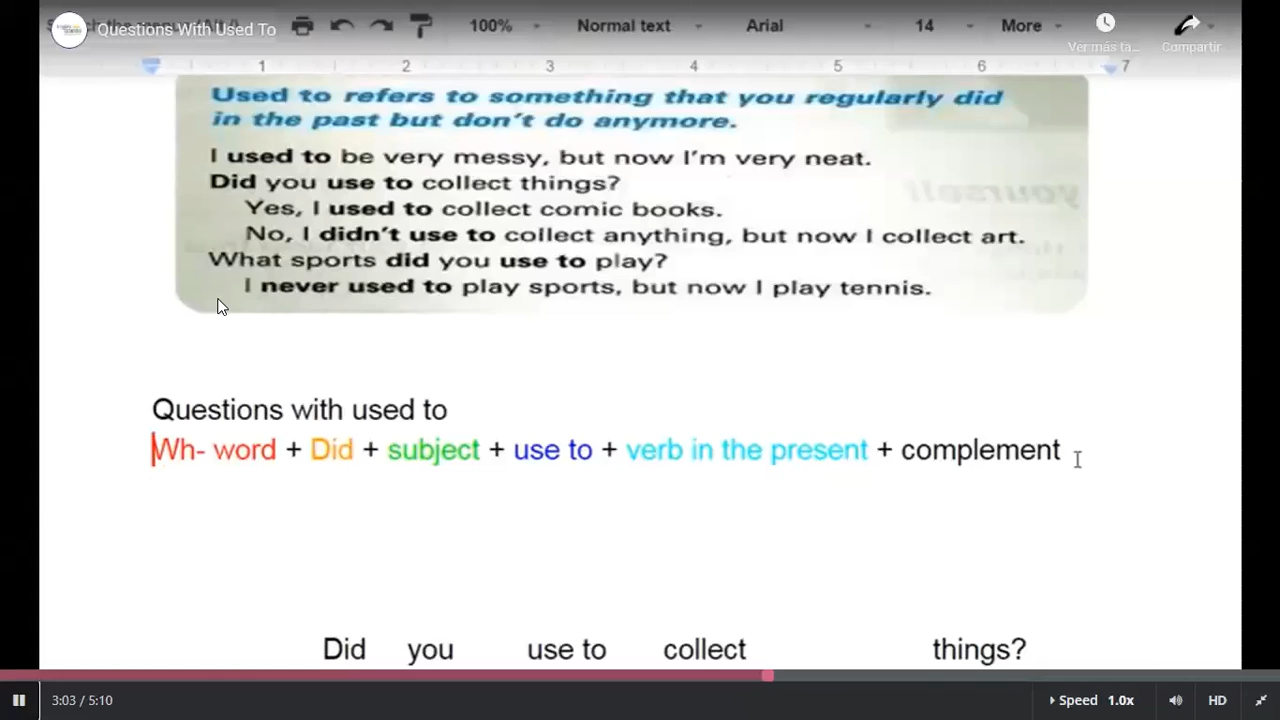 Questions With Used To
100%
Normal text
Arial
14
More
Ver más ta...
Compartir
1 2 3 4 5 6 7
Used to refers to something that you regularly did
in the past but don't do anymore.
I used to be very messy, but now I'm very neat.
Did you use to collect things?
Yes, I used to collect comic books.
No, I didn't use to collect anything, but now I collect art.
What sports did you use to play?
I never used to play sports, but now I play tennis.
Questions with used to
Wh- word + Did + subject + use to + verb in the present + complement
Did you use to collect things?
3:03 / 5:10
Speed 1.0x
HD